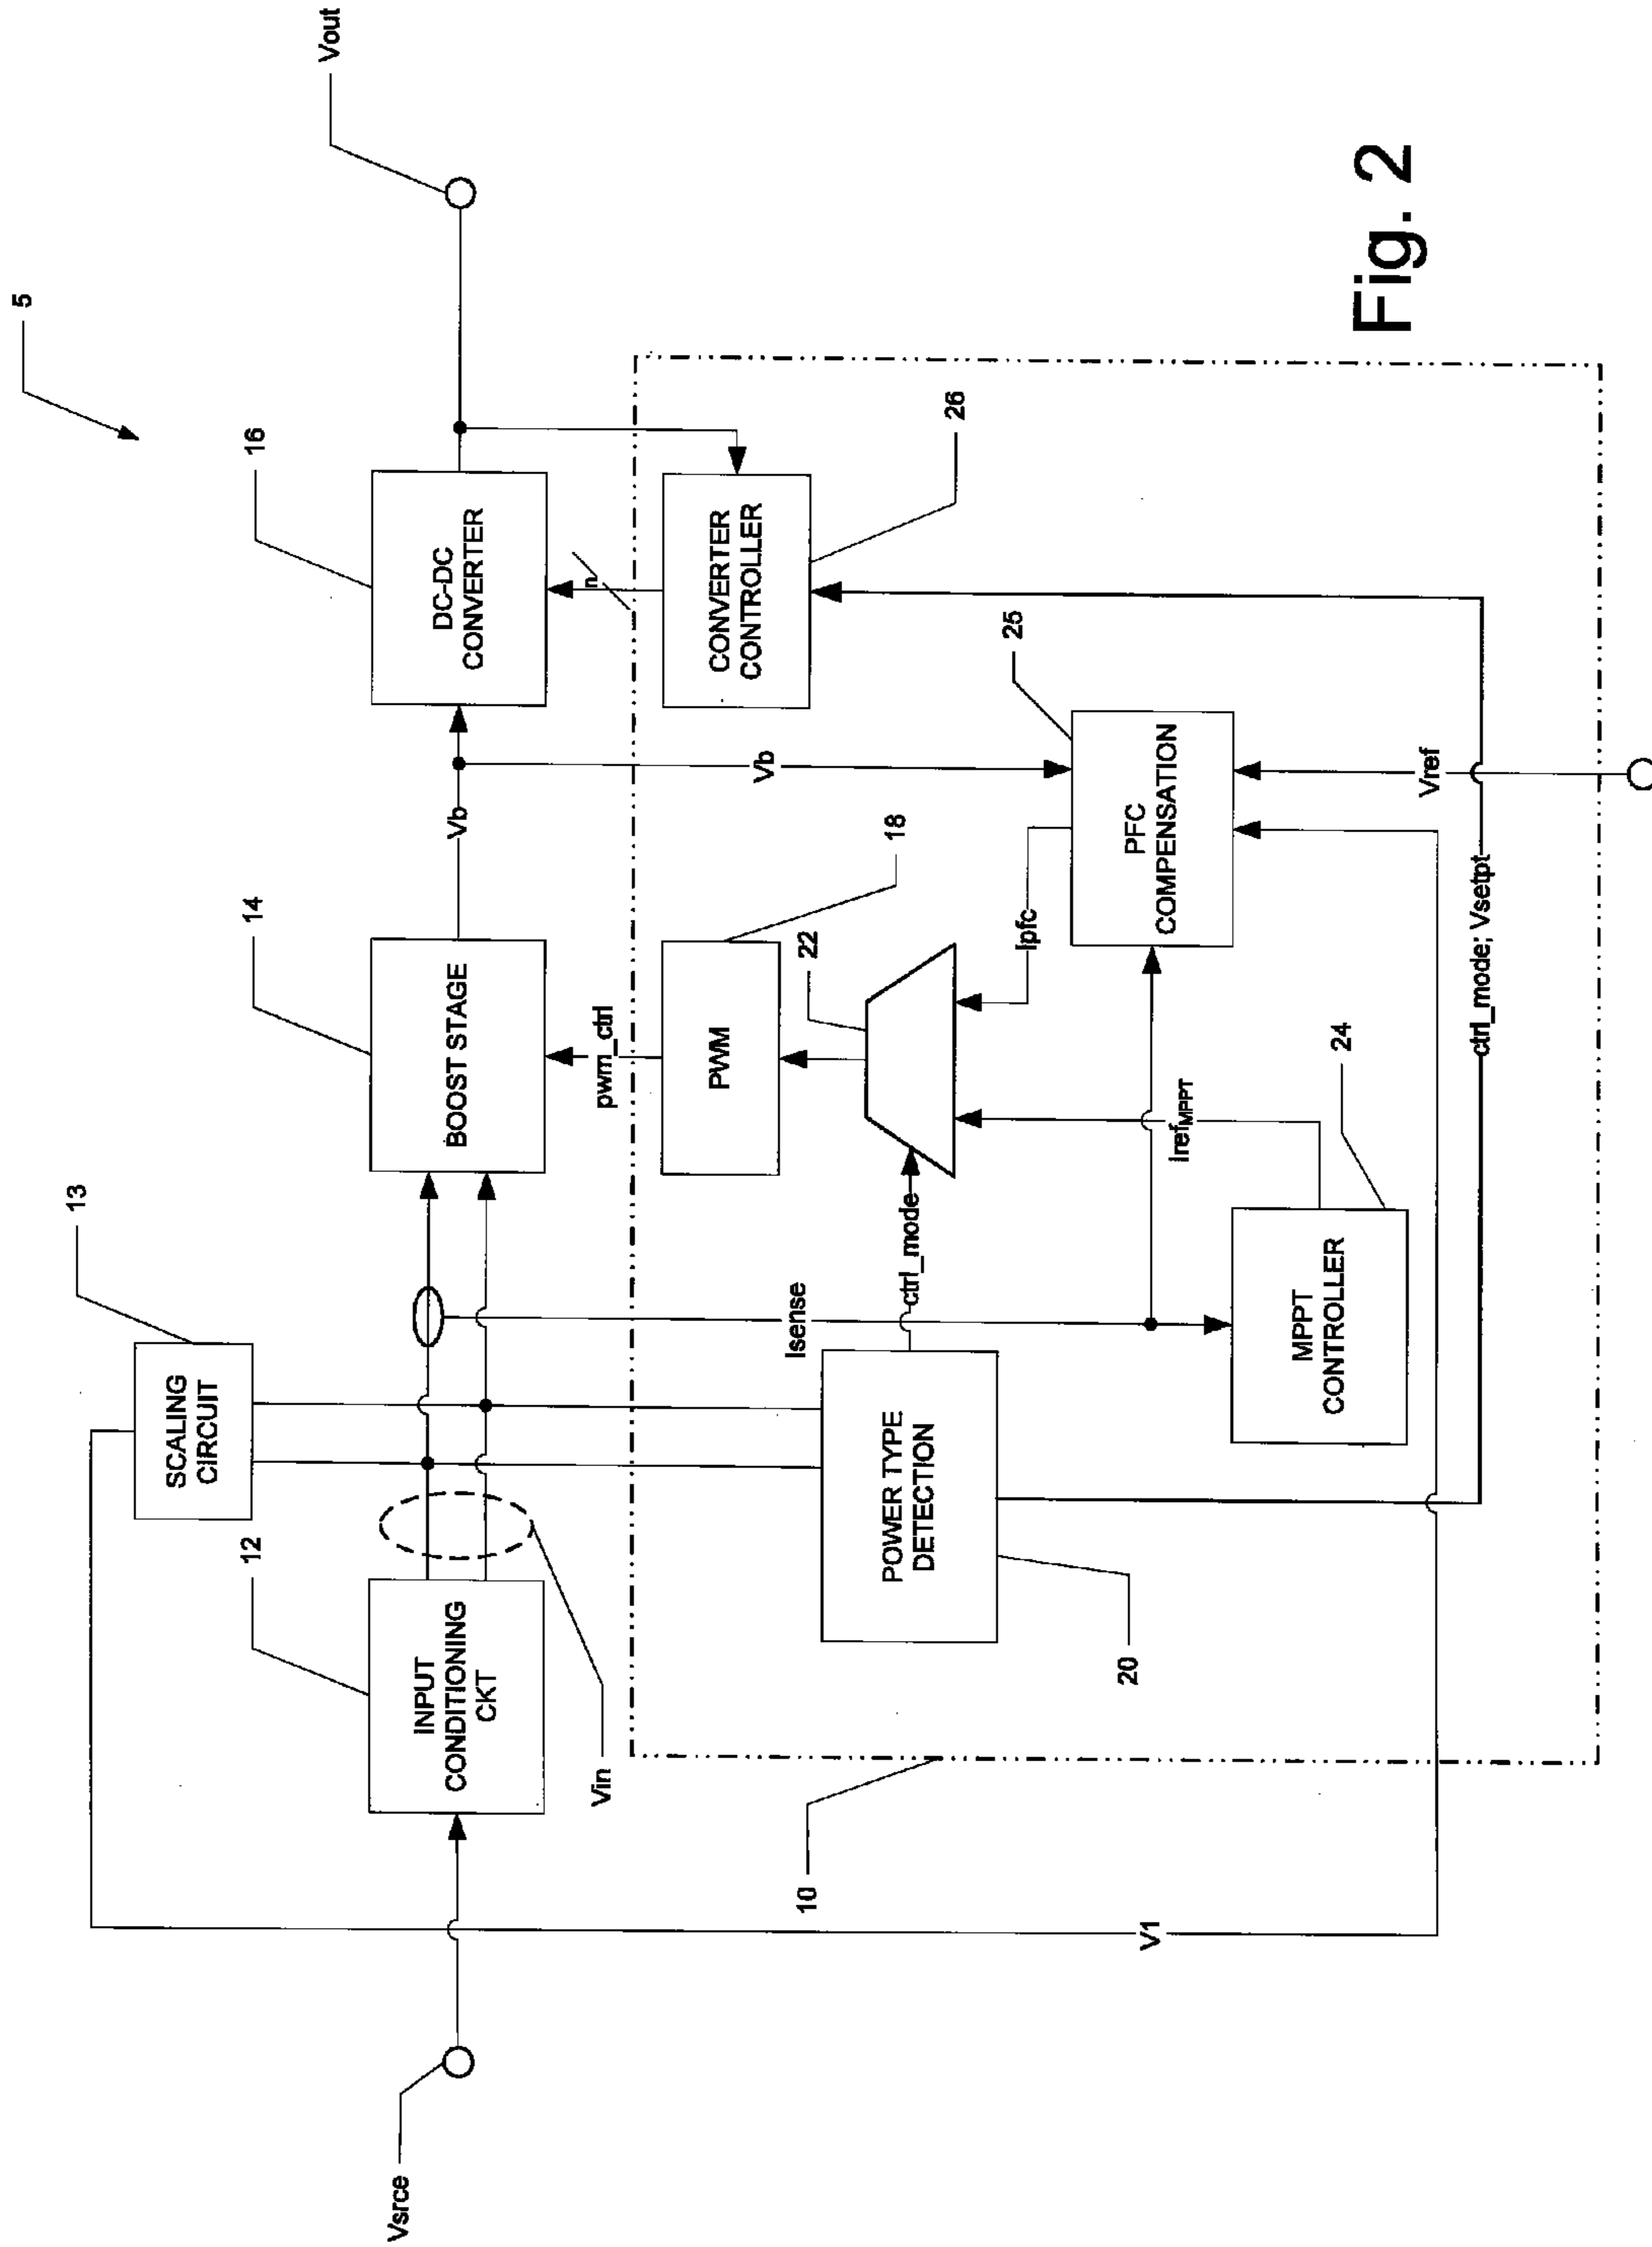 5
Vout
13
14
16
SCALING
CIRCUIT
12
INPUT
CONDITIONING
CKT
BOOST STAGE
Vb
DC-DC
CONVERTER
Vsrce
Vin
pwm_ctrl
n
Isense
PWM
18
Vb
CONVERTER
CONTROLLER
26
22
ctrl_mode
POWER TYPE
DETECTION
20
Ipfc
25
PFC
COMPENSATION
10
IrefMPPT
MPPT
CONTROLLER
24
Vref
V1
ctrl_mode; Vsetpt
Fig. 2